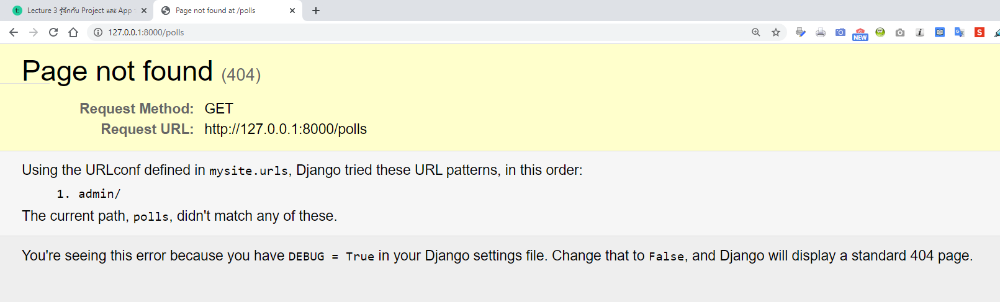 Lecture 3 รู้จักกับ Project และ App
Page not found at /polls
127.0.0.1:8000/polls
NEW
S
Page not found (404)
Request Method: GET
Request URL: http://127.0.0.1:8000/polls
Using the URLconf defined in mysite.urls, Django tried these URL patterns, in this order:
1. admin/
The current path, polls, didn't match any of these.
You're seeing this error because you have DEBUG = True in your Django settings file. Change that to False, and Django will display a standard 404 page.